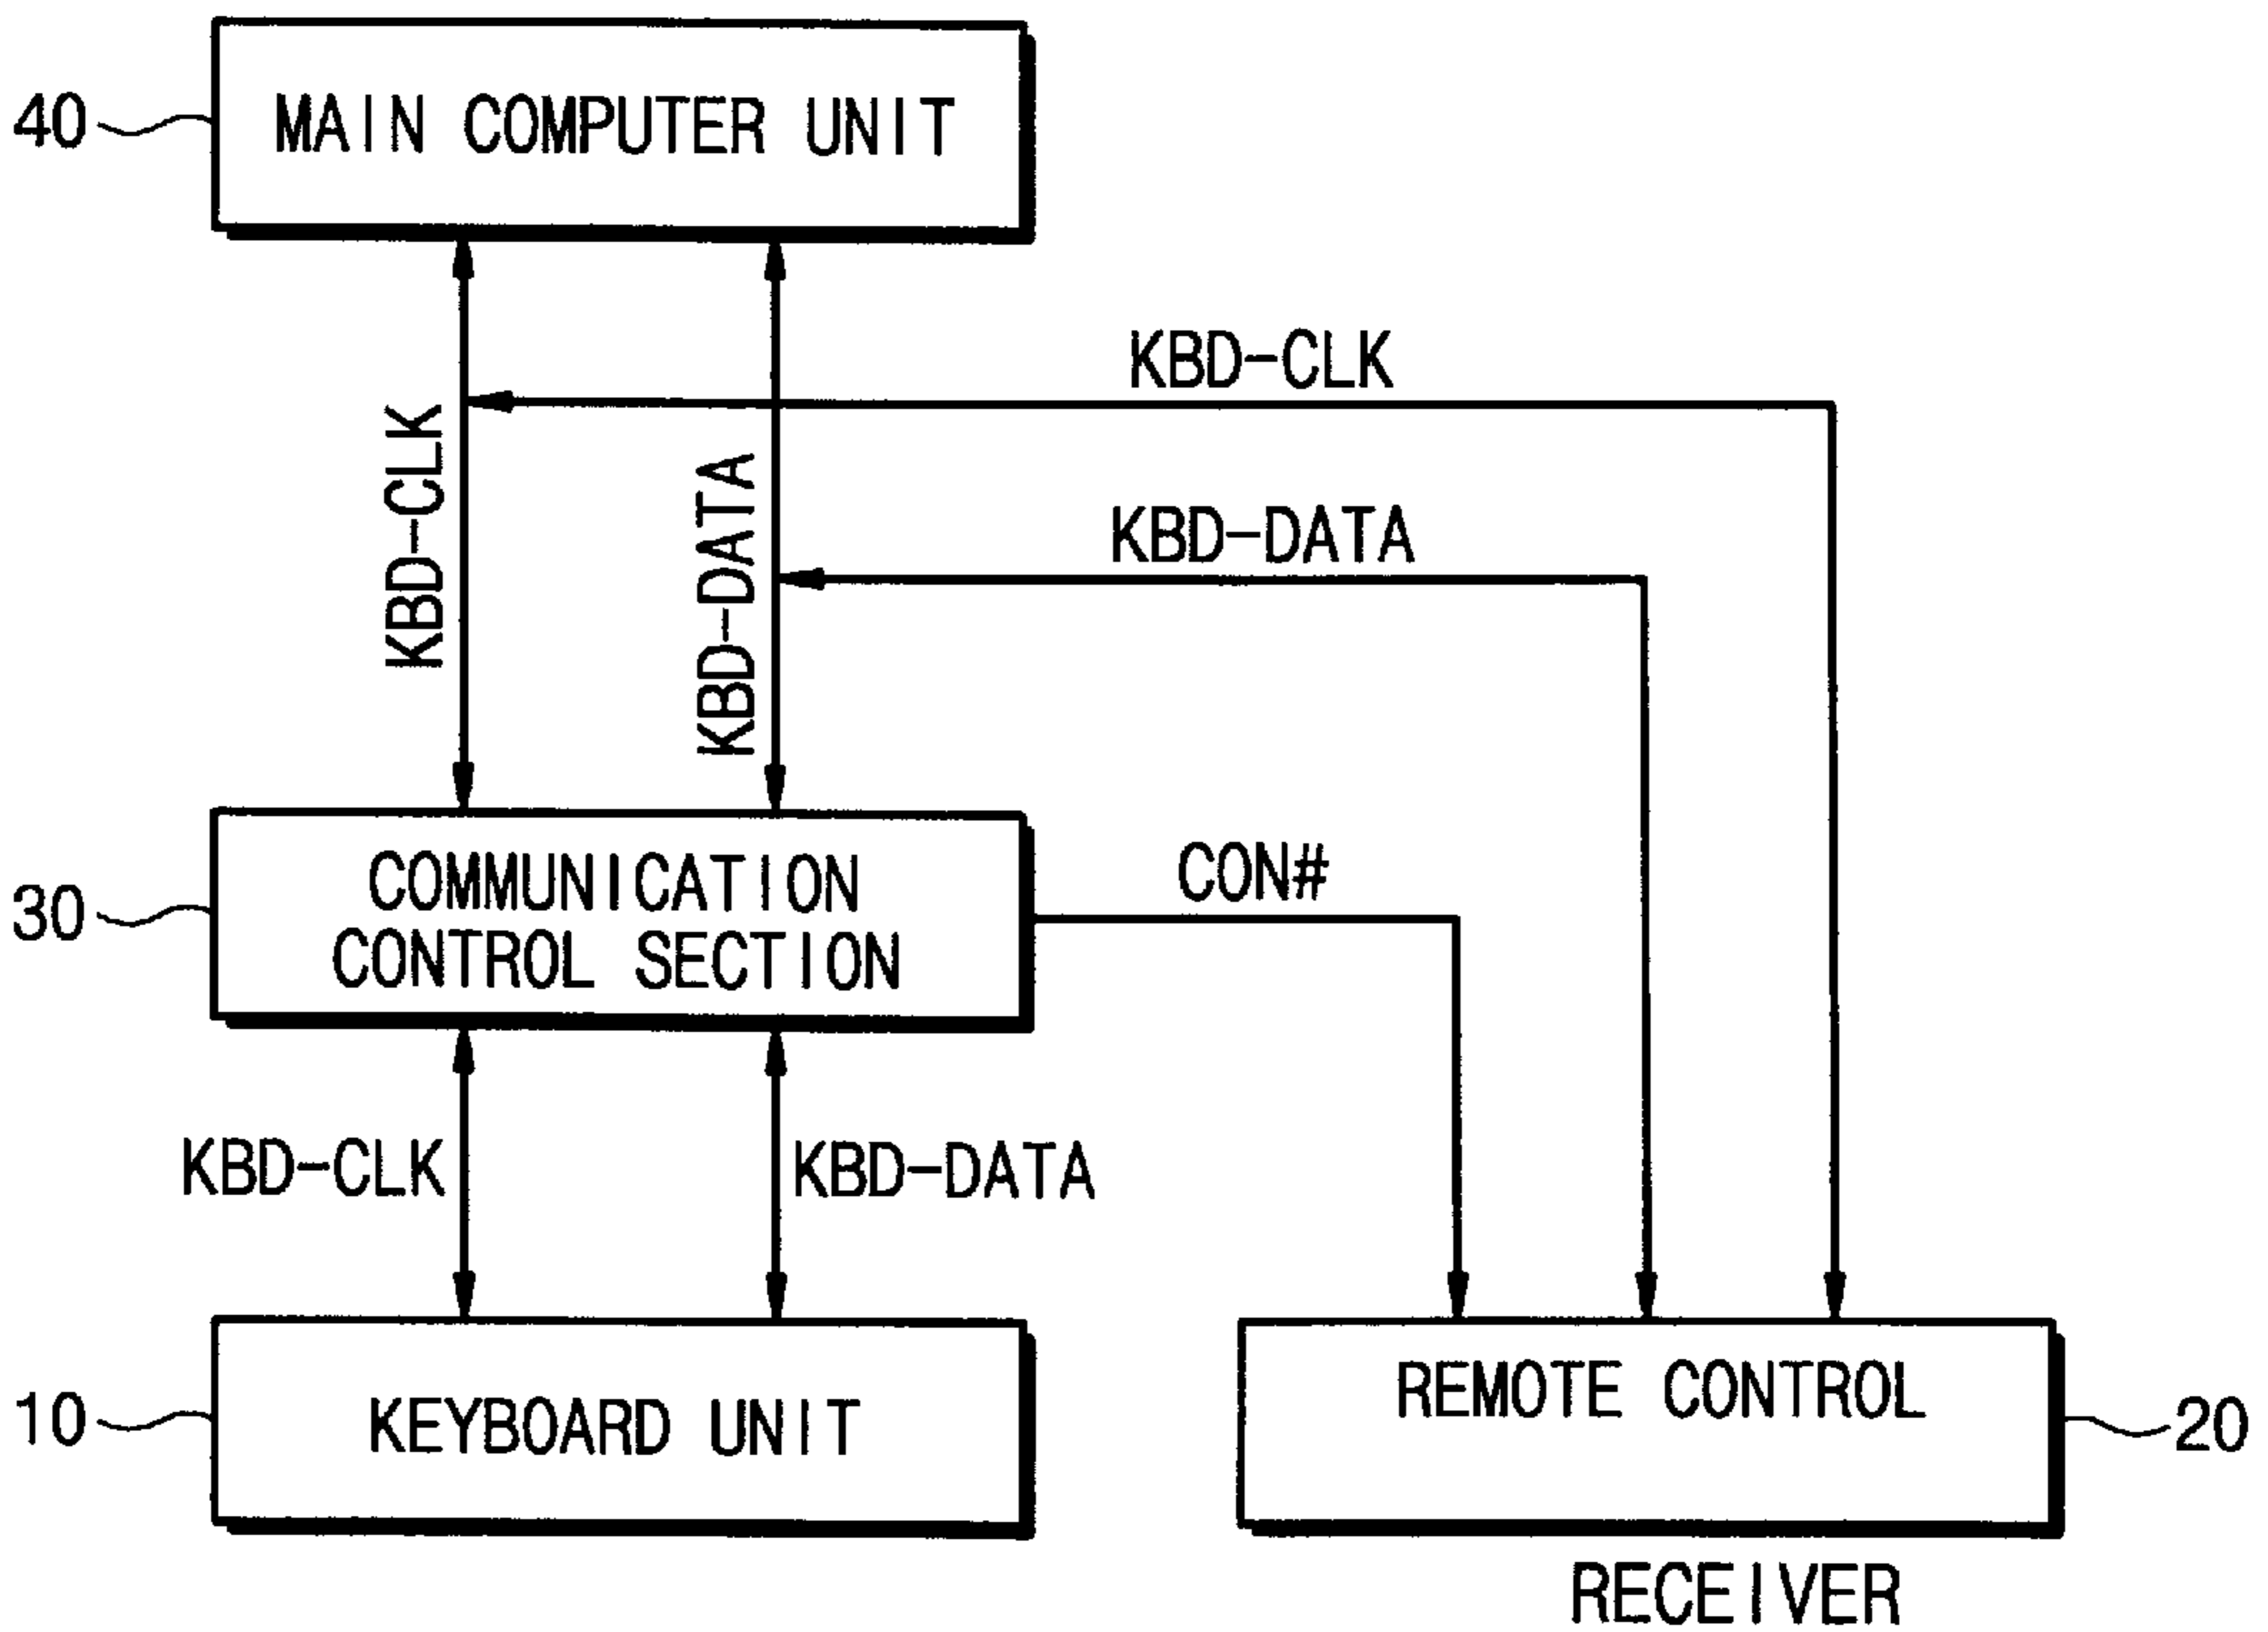 40
MAIN COMPUTER UNIT
KBD-CLK
KBD-CLK
KBD-DATA
KBD-DATA
30
COMMUNICATION
CONTROL SECTION
CON#
KBD-CLK
KBD-DATA
10
KEYBOARD UNIT
REMOTE CONTROL
20
RECEIVER